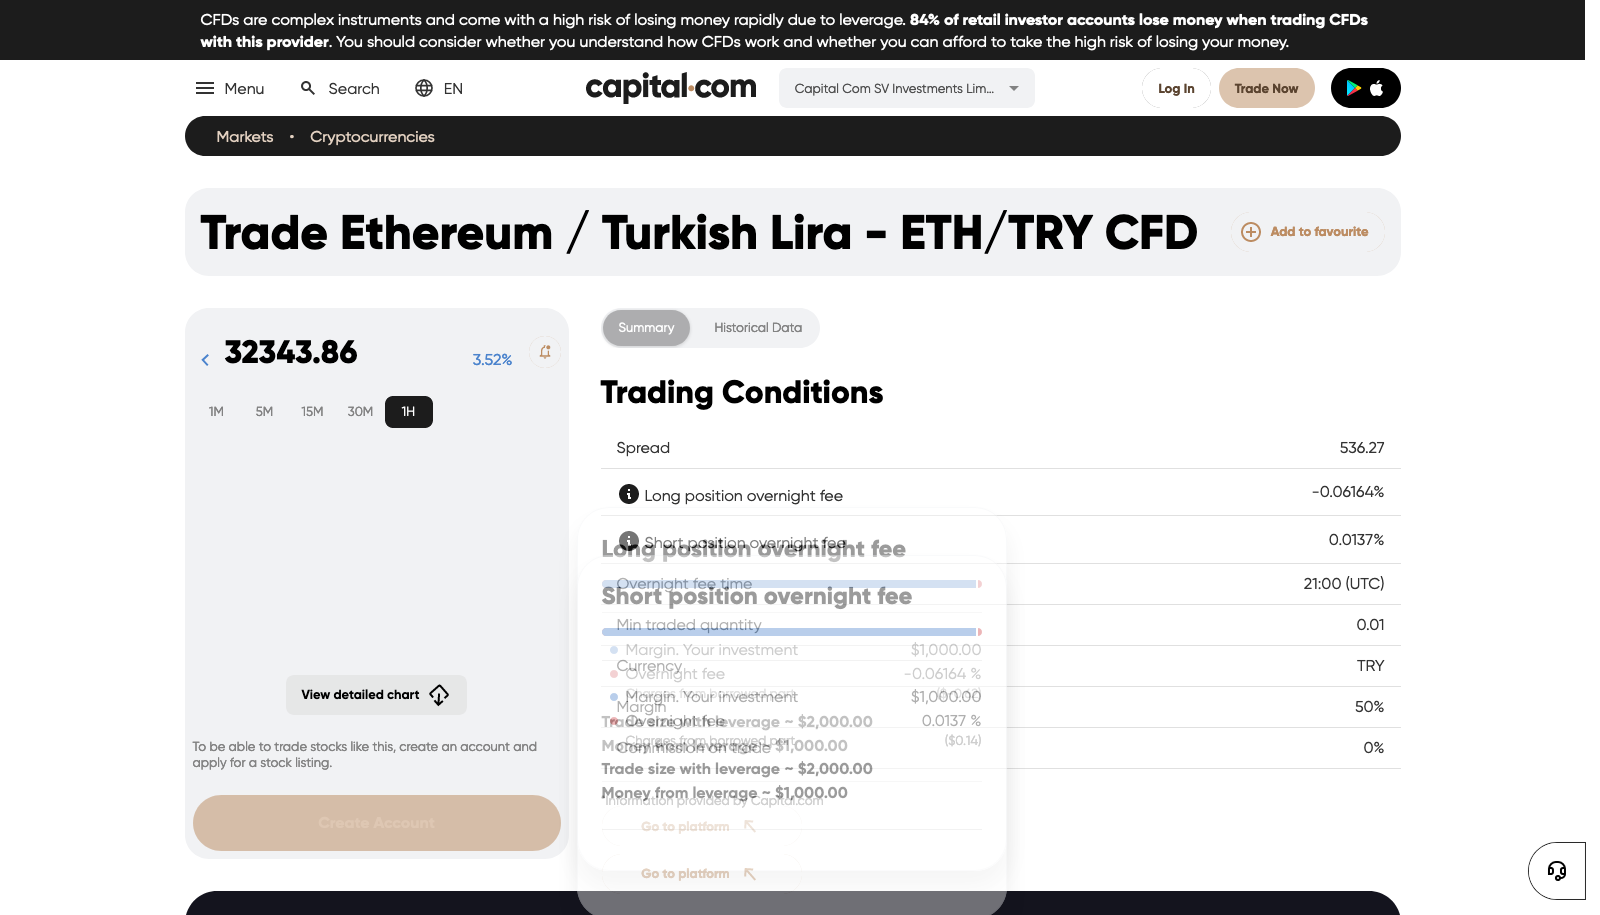 CFDs are complex instruments and come with a high risk of losing money rapidly due to leverage. 84% of retail investor accounts lose money when trading CFDs
with this provider. You should consider whether you understand how CFDs work and whether you can afford to take the high risk of losing your money.
Menu Search EN capital.com Capital Com SV Investments Lim... Log In Trade Now
Markets • Cryptocurrencies
Trade Ethereum / Turkish Lira - ETH/TRY CFD
Add to favourite
32343.86
3.52%
1M 5M 15M 30M 1H
View detailed chart
To be able to trade stocks like this, create an account and
apply for a stock listing.
Create Account
Summary Historical Data
Trading Conditions
Spread 536.27
Long position overnight fee -0.06164%
Short position overnight fee 0.0137%
Overnight fee time 21:00 (UTC)
Min traded quantity 0.01
Currency TRY
Margin 50%
Commission on trade 0%
*Information provided by Capital.com
Long position overnight fee
Margin. Your investment $1,000.00
Overnight fee -0.06164 %
Charges from borrowed part
Trade size with leverage ~ $2,000.00
Money from leverage ~ $1,000.00
Go to platform
Short position overnight fee
Margin. Your investment $1,000.00
Overnight fee 0.0137 %
Charges from borrowed part ($0.14)
Trade size with leverage ~ $2,000.00
Money from leverage ~ $1,000.00
Go to platform